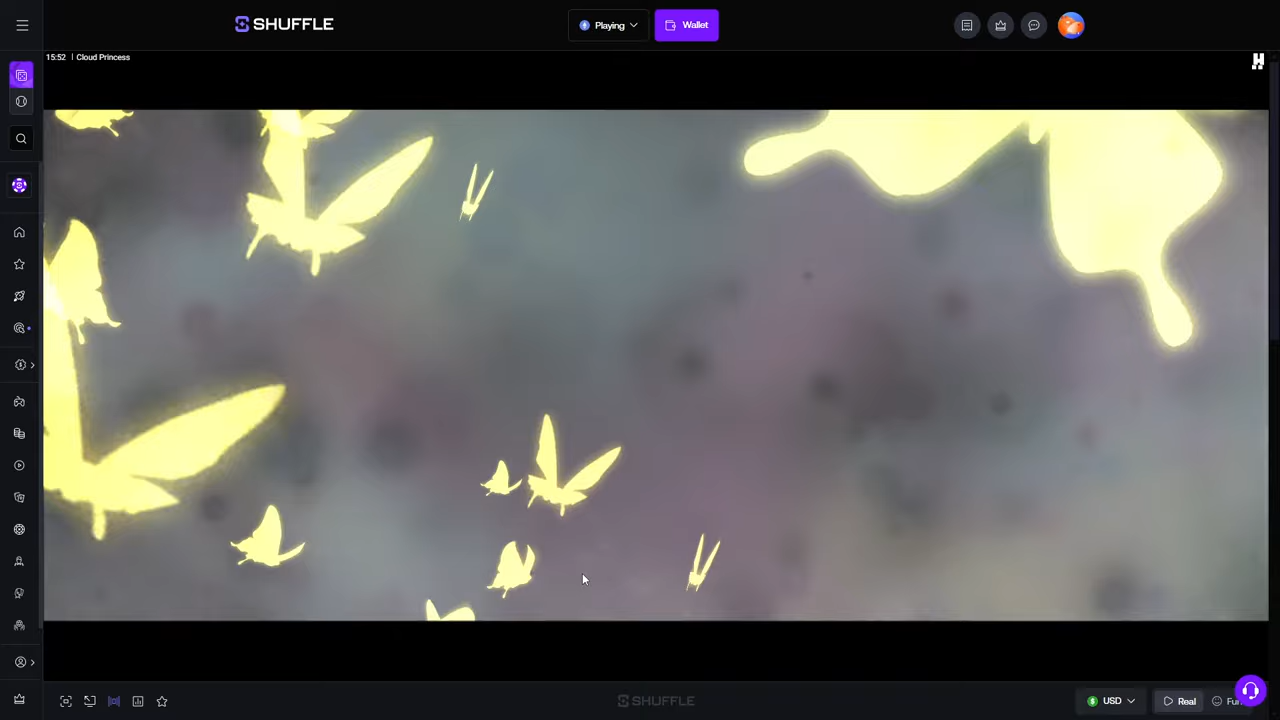 SHUFFLE
Playing
Wallet
15:52 | Cloud Princess
SHUFFLE
USD
Real